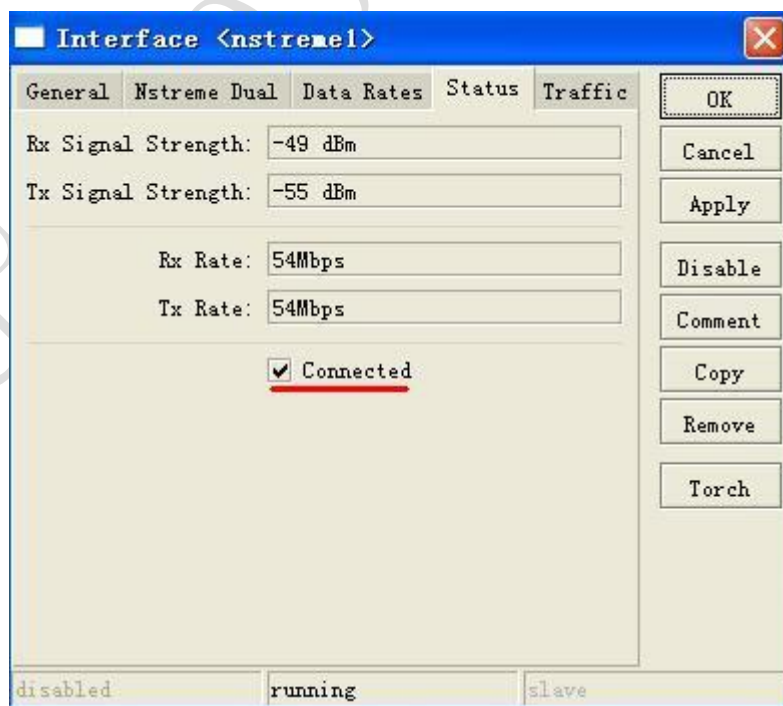 Interface <nstreme1>
General Nstreme Dual Data Rates Status Traffic
OK
Rx Signal Strength: -49 dBm
Cancel
Tx Signal Strength: -55 dBm
Apply
Rx Rate: 54Mbps
Disable
Tx Rate: 54Mbps
Comment
Connected
Copy
Remove
Torch
disabled running slave